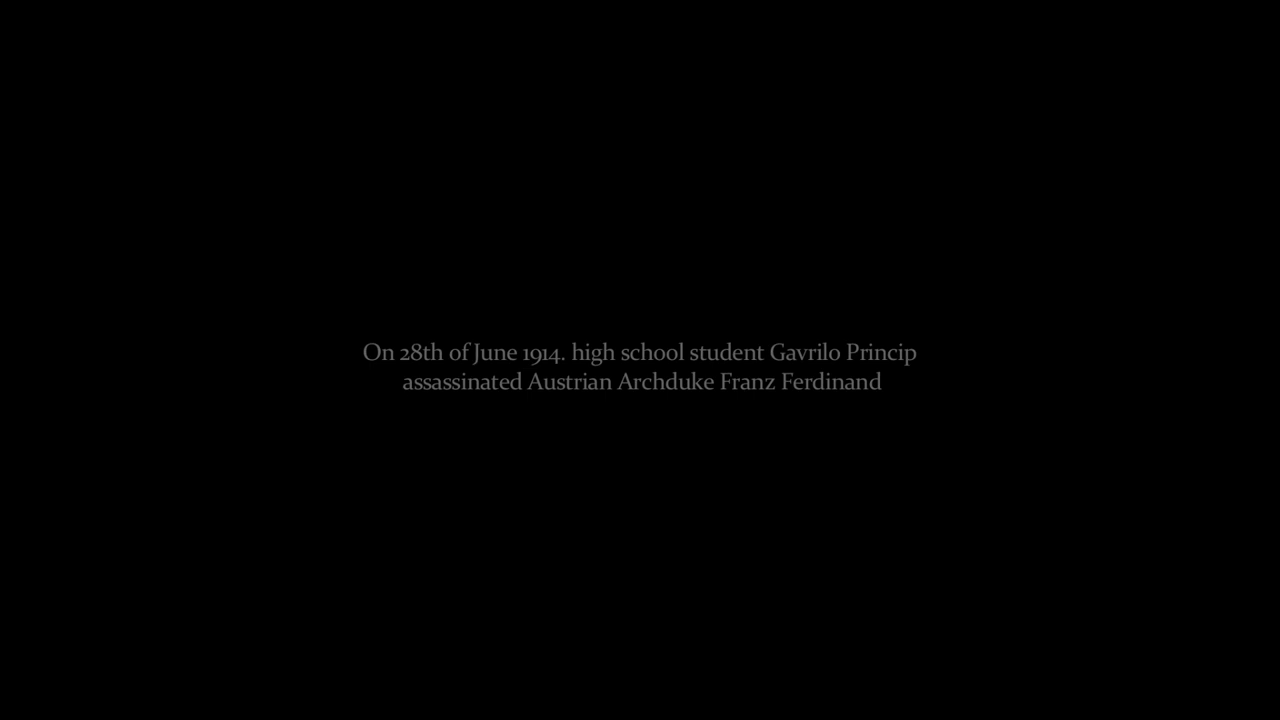 On 28th of June 1914. high school student Gavrilo Princip
assassinated Austrian Archduke Franz Ferdinand